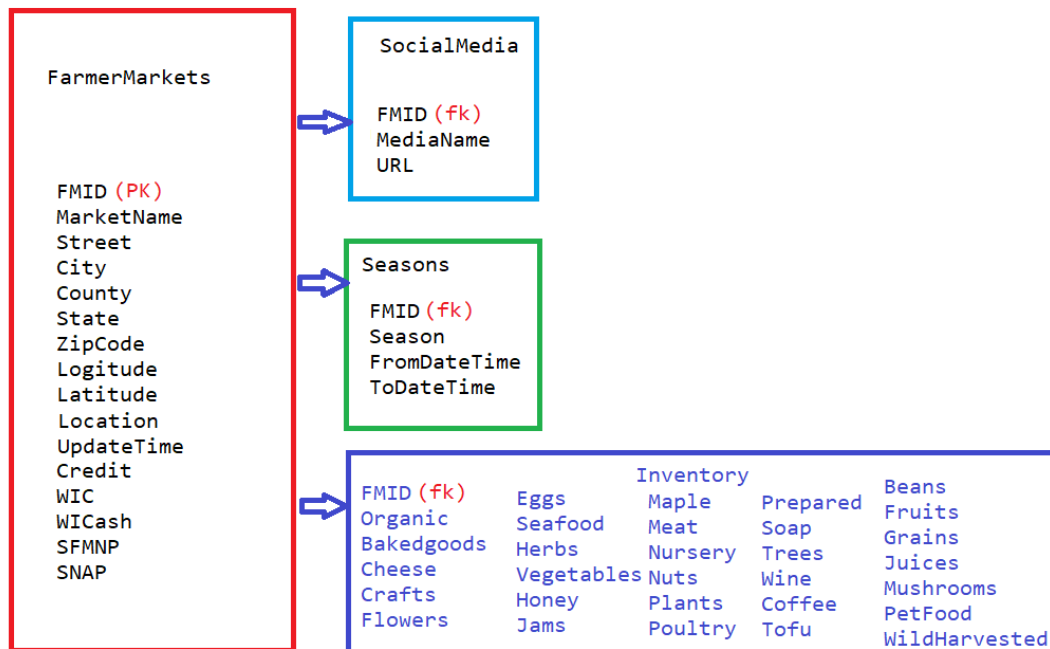 FarmerMarkets
FMID (PK)
MarketName
Street
City
County
State
ZipCode
Logitude
Latitude
Location
UpdateTime
Credit
WIC
WICash
SFMNP
SNAP
SocialMedia
FMID (fk)
MediaName
URL
Seasons
FMID (fk)
Season
FromDateTime
ToDateTime
Inventory
FMID (fk)
Organic
Bakedgoods
Cheese
Crafts
Flowers
Eggs
Seafood
Herbs
Vegetables
Honey
Jams
Maple
Meat
Nursery
Nuts
Plants
Poultry
Prepared
Soap
Trees
Wine
Coffee
Tofu
Beans
Fruits
Grains
Juices
Mushrooms
PetFood
WildHarvested